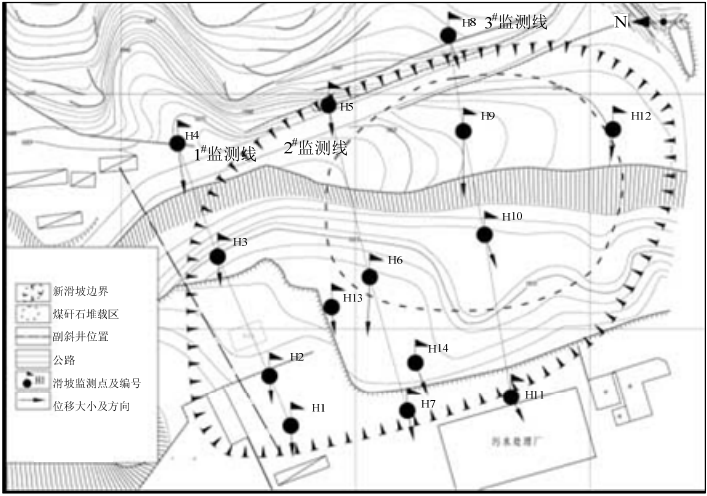 H8
3#监测线
N
H5
H4
1#监测线
2#监测线
H9
H12
H3
H10
H6
H13
H14
H2
H1
H7
H11
污水处理厂
新滑坡边界
煤矸石堆载区
副斜井位置
公路
H1
滑坡监测点及编号
位移大小及方向